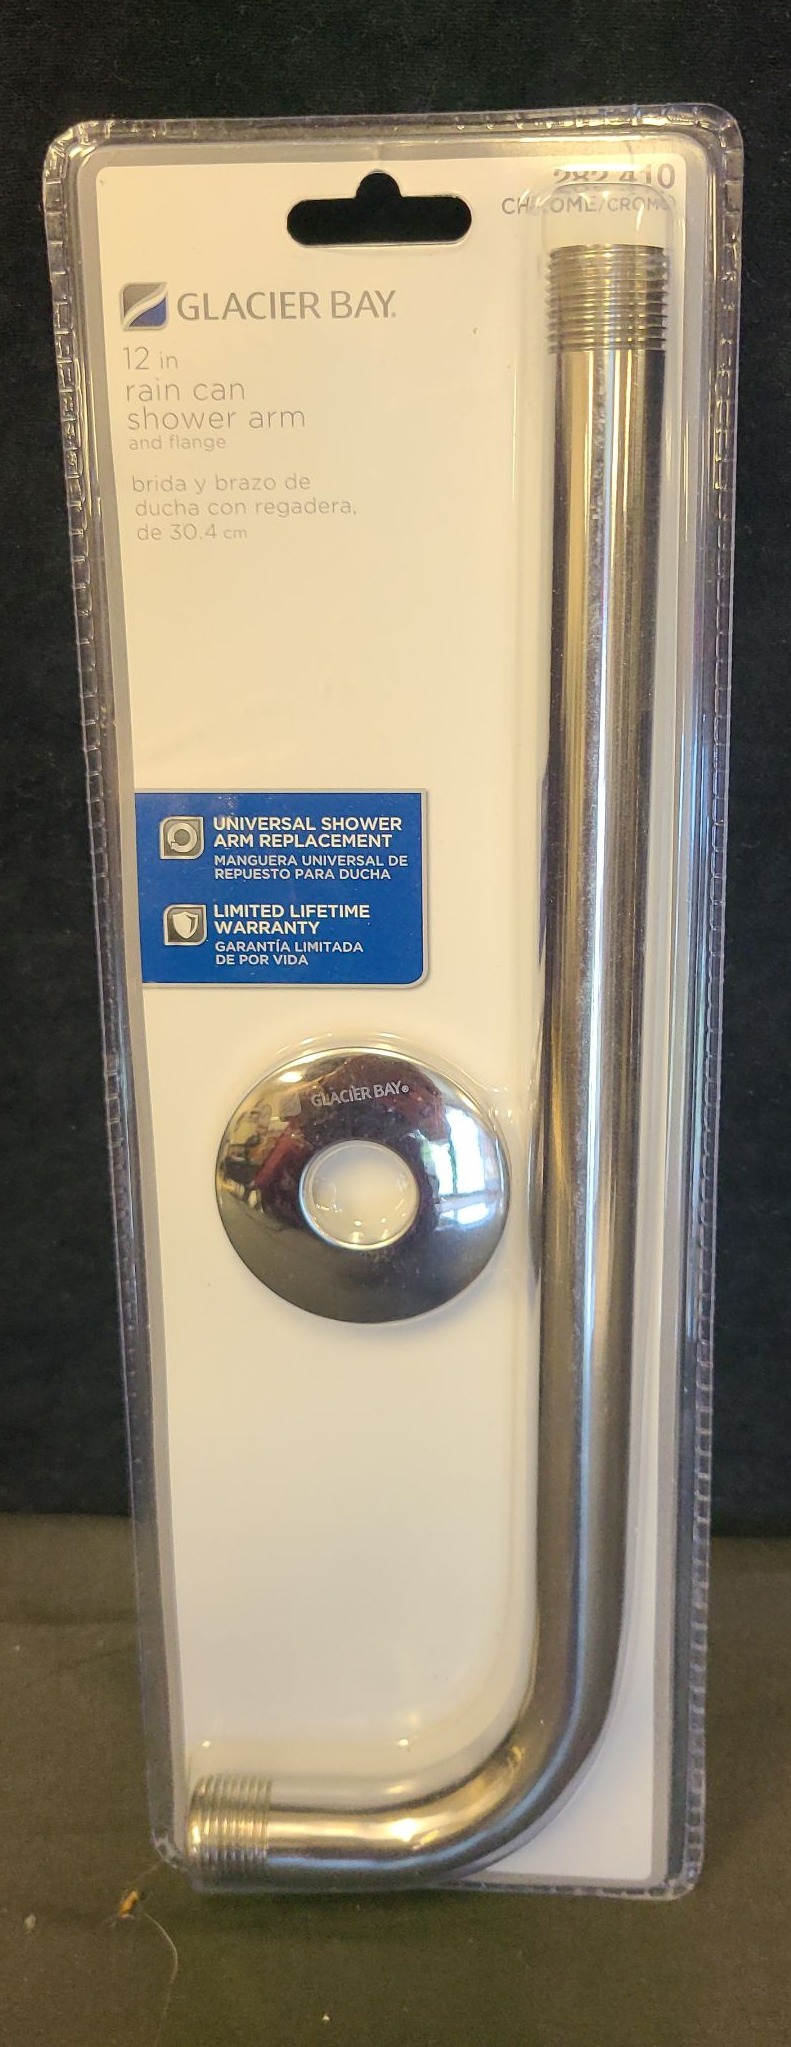 282 410
CHROME/CROMO
GLACIER BAY®
12 in
rain can
shower arm
and flange
brida y brazo de
ducha con regadera,
de 30.4 cm
UNIVERSAL SHOWER
ARM REPLACEMENT
MANGUERA UNIVERSAL DE
REPUESTO PARA DUCHA
LIMITED LIFETIME
WARRANTY
GARANTÍA LIMITADA
DE POR VIDA
GLACIER BAY®